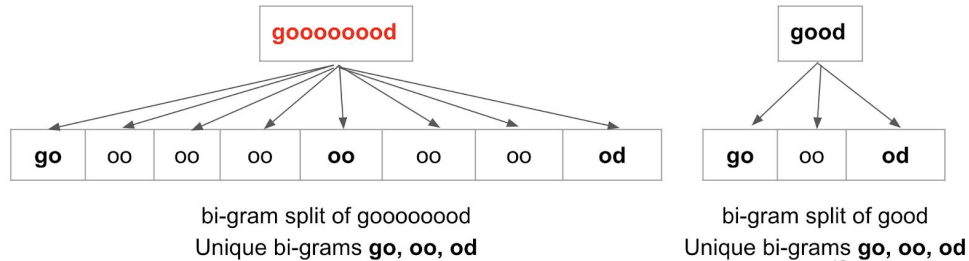 goooooood
good
go oo oo oo oo oo oo od
go oo od
bi-gram split of goooooood
Unique bi-grams go, oo, od
bi-gram split of good
Unique bi-grams go, oo, od